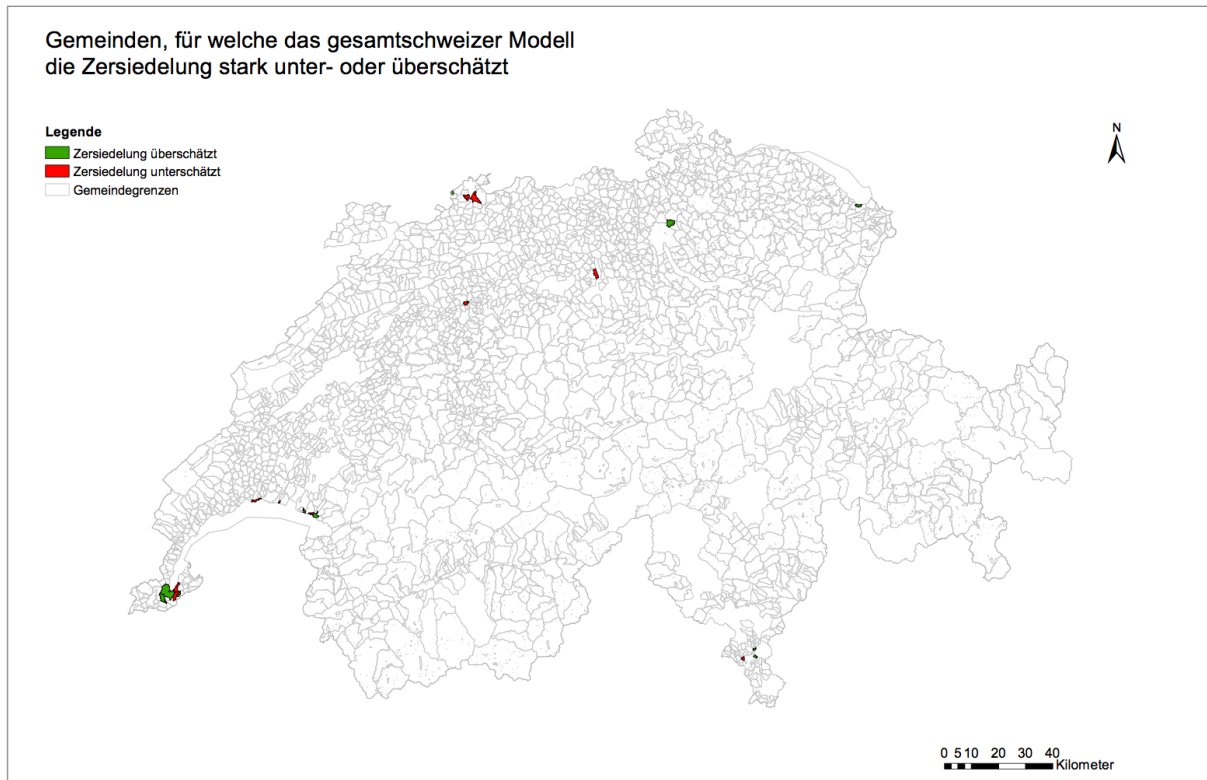 Gemeinden, für welche das gesamtschweizer Modell
die Zersiedelung stark unter- oder überschätzt
Legende
Zersiedelung überschätzt
Zersiedelung unterschätzt
Gemeindegrenzen
N
0 5 10 20 30 40
Kilometer